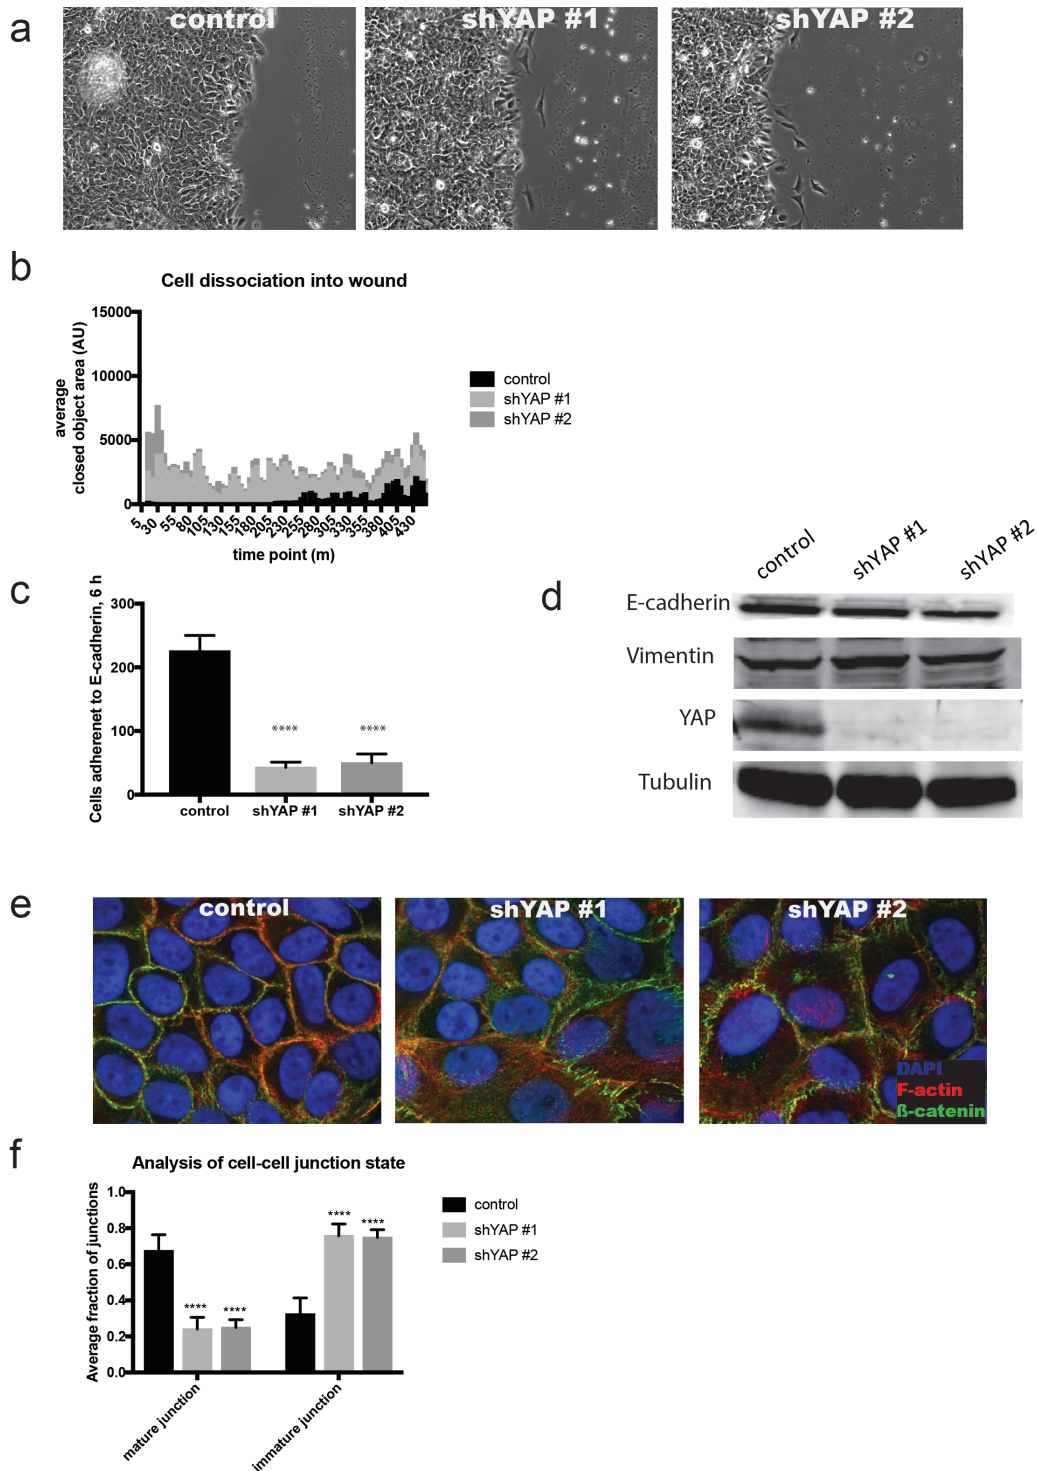 a
control
shYAP #1
shYAP #2
b
Cell dissociation into wound
average
closed object area (AU)
15000
10000
5000
0
5
30
55
80
105
130
155
180
205
230
255
280
305
330
355
380
405
430
time point (m)
control
shYAP #1
shYAP #2
c
Cells adherenet to E-cadherin, 6 h
300
200
100
0
****
****
control
shYAP #1
shYAP #2
d
control
shYAP #1
shYAP #2
E-cadherin
Vimentin
YAP
Tubulin
e
control
shYAP #1
shYAP #2
DAPI
F-actin
ß-catenin
f
Analysis of cell-cell junction state
Average fraction of junctions
1.0
0.8
0.6
0.4
0.2
0.0
****
****
****
****
mature junction
immature junction
control
shYAP #1
shYAP #2